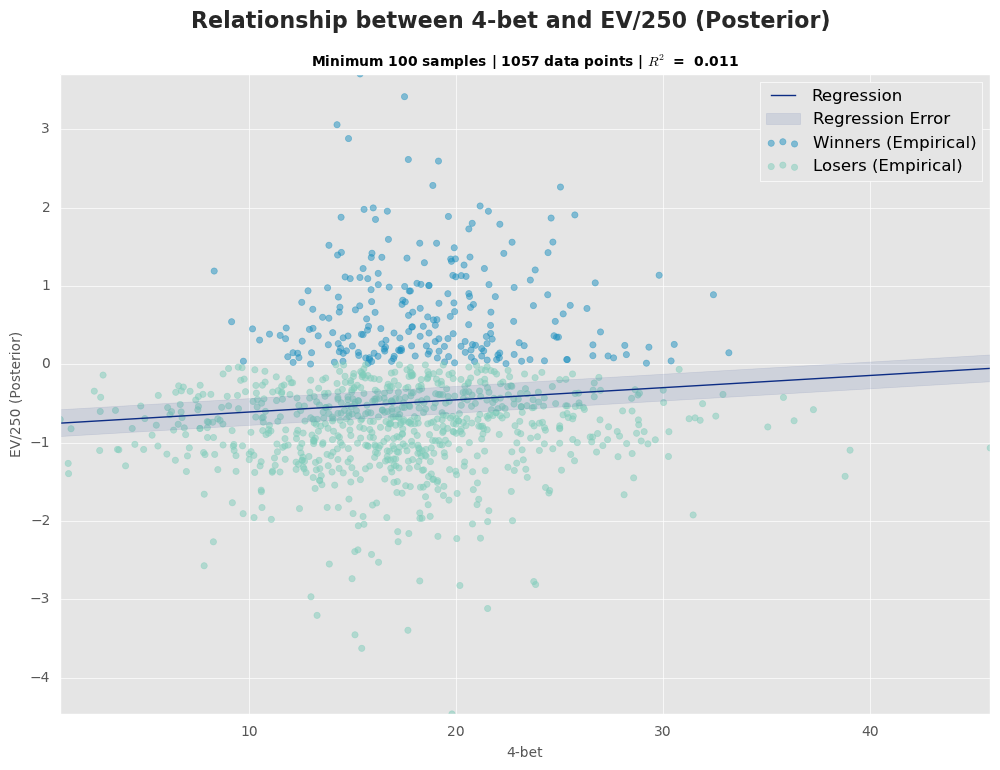 Relationship between 4-bet and EV/250 (Posterior)
Minimum 100 samples | 1057 data points | R² = 0.011
Regression
Regression Error
Winners (Empirical)
Losers (Empirical)
3
2
1
0
−1
−2
−3
−4
EV/250 (Posterior)
10 20 30 40
4-bet